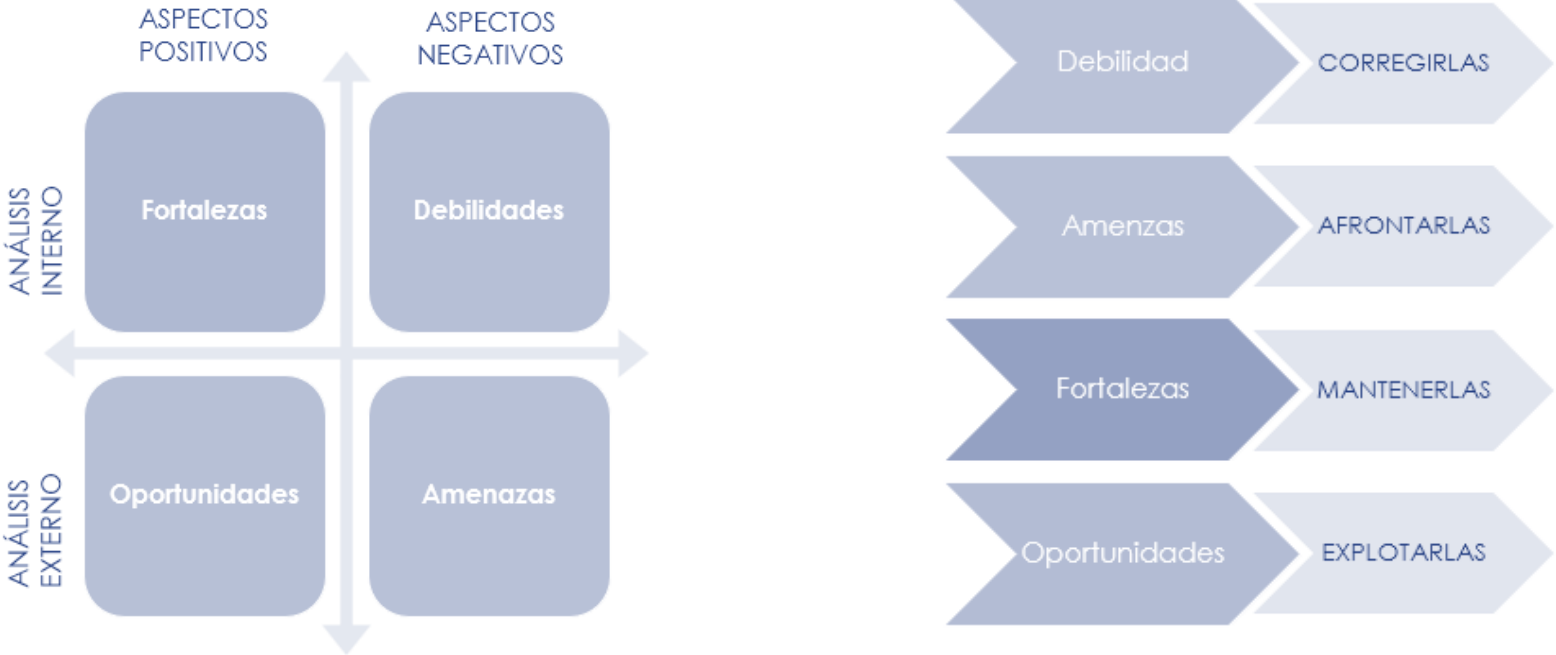 ASPECTOS
POSITIVOS
ASPECTOS
NEGATIVOS
ANÁLISIS
INTERNO
Fortalezas
Debilidades
ANÁLISIS
EXTERNO
Oportunidades
Amenazas
Debilidad
CORREGIRLAS
Amenzas
AFRONTARLAS
Fortalezas
MANTENERLAS
Oportunidades
EXPLOTARLAS